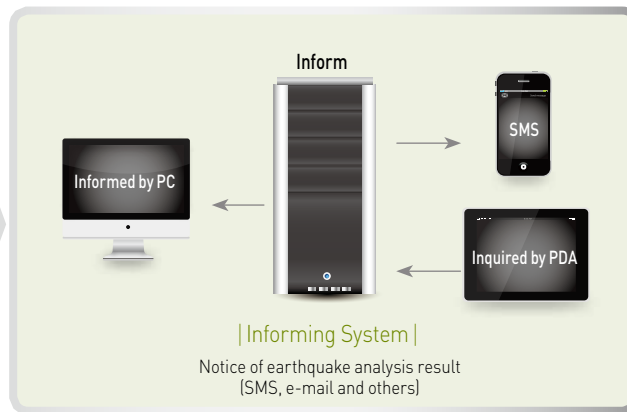 Inform
SMS
Informed by PC
Inquired by PDA
|Informing System|
Notice of earthquake analysis result
(SMS, e-mail and others)